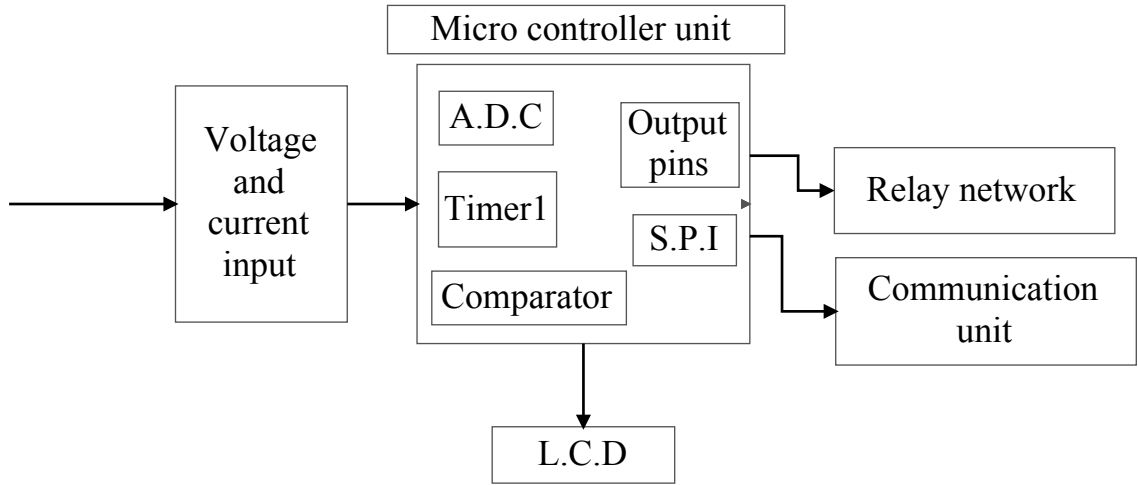 Micro controller unit
Voltage
and
current
input
A.D.C
Timer1
Comparator
Output
pins
S.P.I
Relay network
Communication
unit
L.C.D